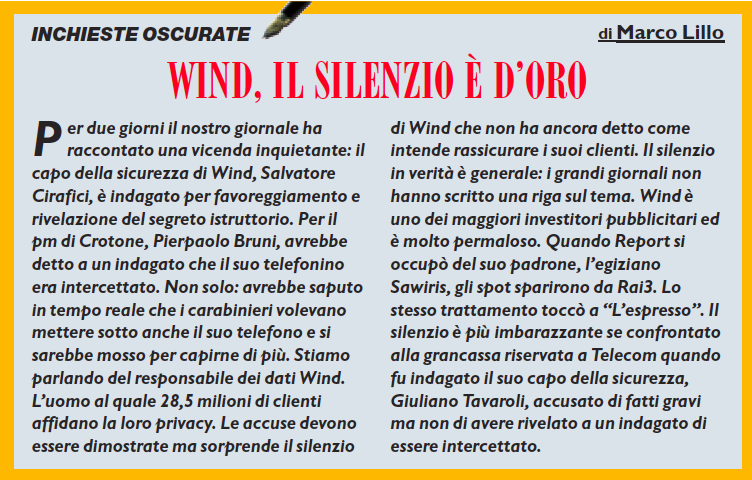 INCHIESTE OSCURATE
di Marco Lillo
WIND, IL SILENZIO È D'ORO
Per due giorni il nostro giornale ha
raccontato una vicenda inquietante: il
capo della sicurezza di Wind, Salvatore
Cirafici, è indagato per favoreggiamento e
rivelazione del segreto istruttorio. Per il
pm di Crotone, Pierpaolo Bruni, avrebbe
detto a un indagato che il suo telefonino
era intercettato. Non solo: avrebbe saputo
in tempo reale che i carabinieri volevano
mettere sotto anche il suo telefono e si
sarebbe mosso per capirne di più. Stiamo
parlando del responsabile dei dati Wind.
L'uomo al quale 28,5 milioni di clienti
affidano la loro privacy. Le accuse devono
essere dimostrate ma sorprende il silenzio
di Wind che non ha ancora detto come
intende rassicurare i suoi clienti. Il silenzio
in verità è generale: i grandi giornali non
hanno scritto una riga sul tema. Wind è
uno dei maggiori investitori pubblicitari ed
è molto permaloso. Quando Report si
occupò del suo padrone, l'egiziano
Sawiris, gli spot sparirono da Rai3. Lo
stesso trattamento toccò a “L'espresso”. Il
silenzio è più imbarazzante se confrontato
alla grancassa riservata a Telecom quando
fu indagato il suo capo della sicurezza,
Giuliano Tavaroli, accusato di fatti gravi
ma non di avere rivelato a un indagato di
essere intercettato.